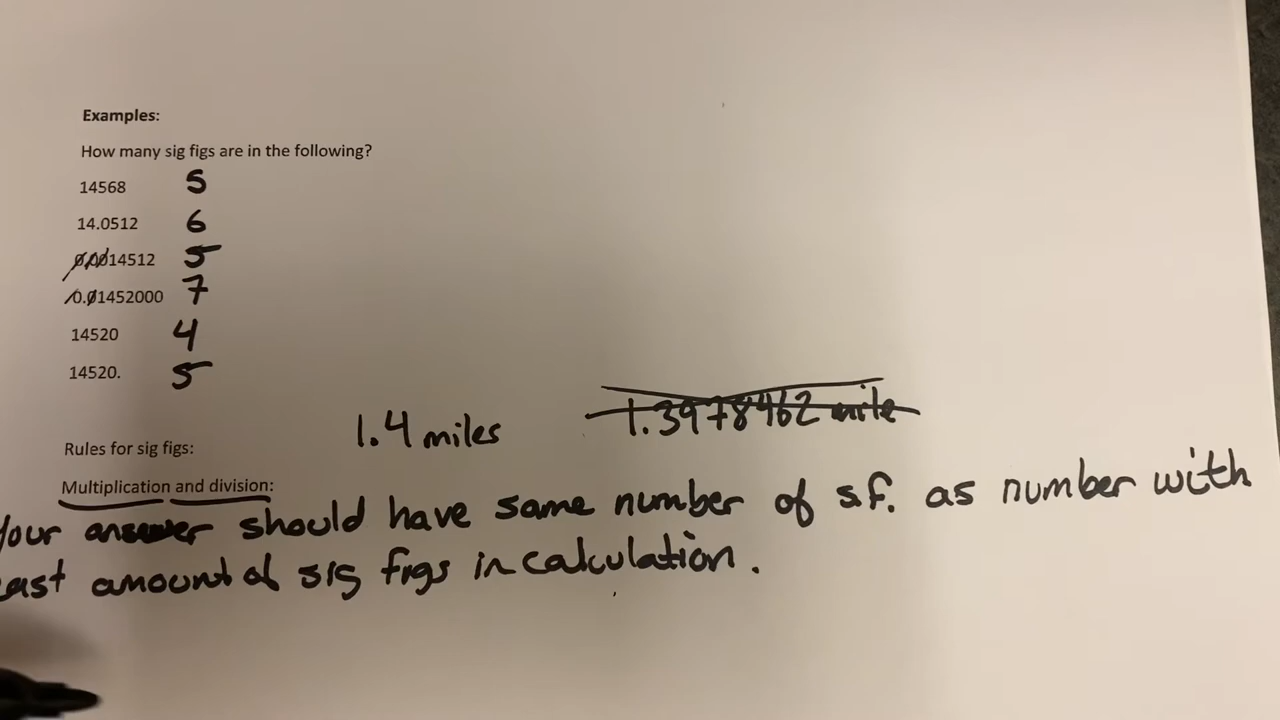 Examples:
How many sig figs are in the following?
14568 5
14.0512 6
0.0014512 5
0.01452000 7
14520 4
14520. 5
1.4 miles 1.3978462 mile
Rules for sig figs:
Multiplication and division:
Your answer should have same number of s.f. as number with
east amount of sig figs in calculation.